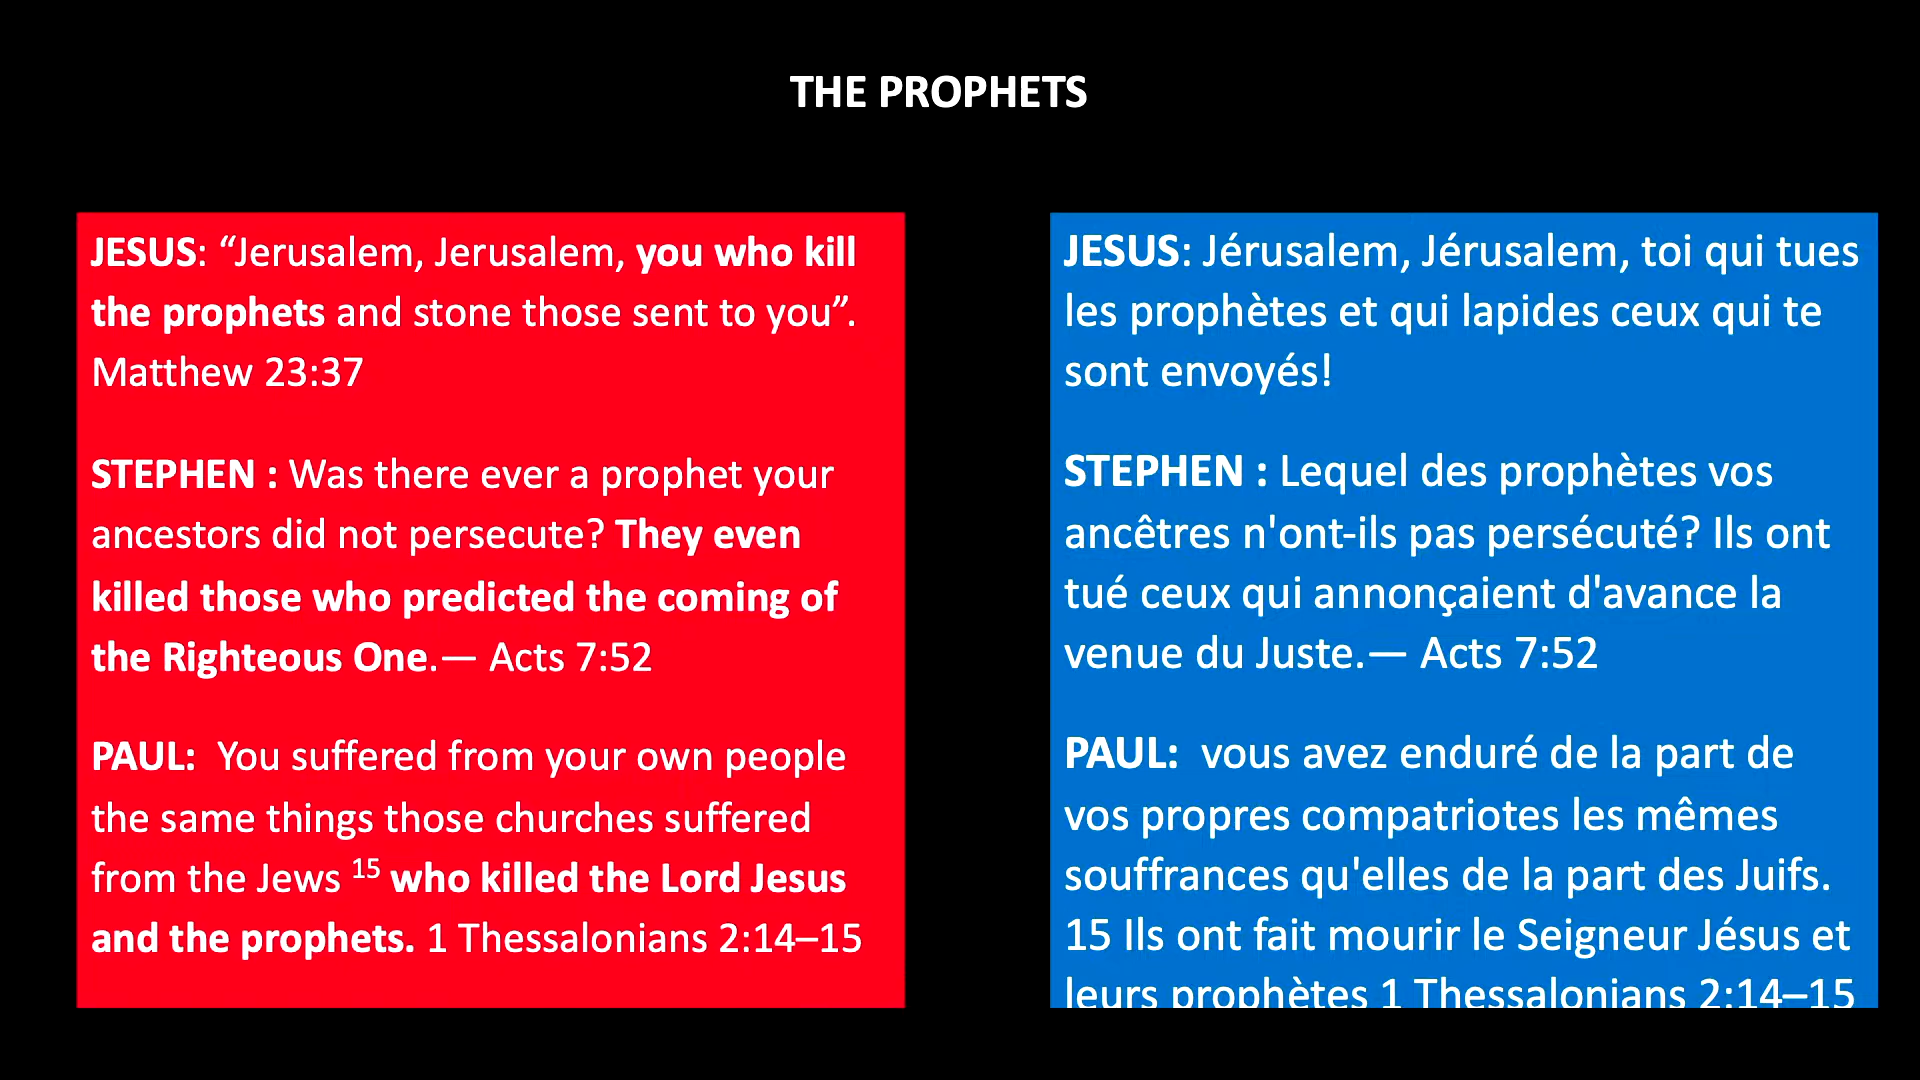 THE PROPHETS
JESUS: “Jerusalem, Jerusalem, you who kill
the prophets and stone those sent to you”.
Matthew 23:37
STEPHEN : Was there ever a prophet your
ancestors did not persecute? They even
killed those who predicted the coming of
the Righteous One.— Acts 7:52
PAUL: You suffered from your own people
the same things those churches suffered
from the Jews ¹⁵ who killed the Lord Jesus
and the prophets. 1 Thessalonians 2:14–15
JESUS: Jérusalem, Jérusalem, toi qui tues
les prophètes et qui lapides ceux qui te
sont envoyés!
STEPHEN : Lequel des prophètes vos
ancêtres n'ont-ils pas persécuté? Ils ont
tué ceux qui annonçaient d'avance la
venue du Juste.— Acts 7:52
PAUL: vous avez enduré de la part de
vos propres compatriotes les mêmes
souffrances qu'elles de la part des Juifs.
15 Ils ont fait mourir le Seigneur Jésus et
leurs prophètes 1 Thessalonians 2:14–15